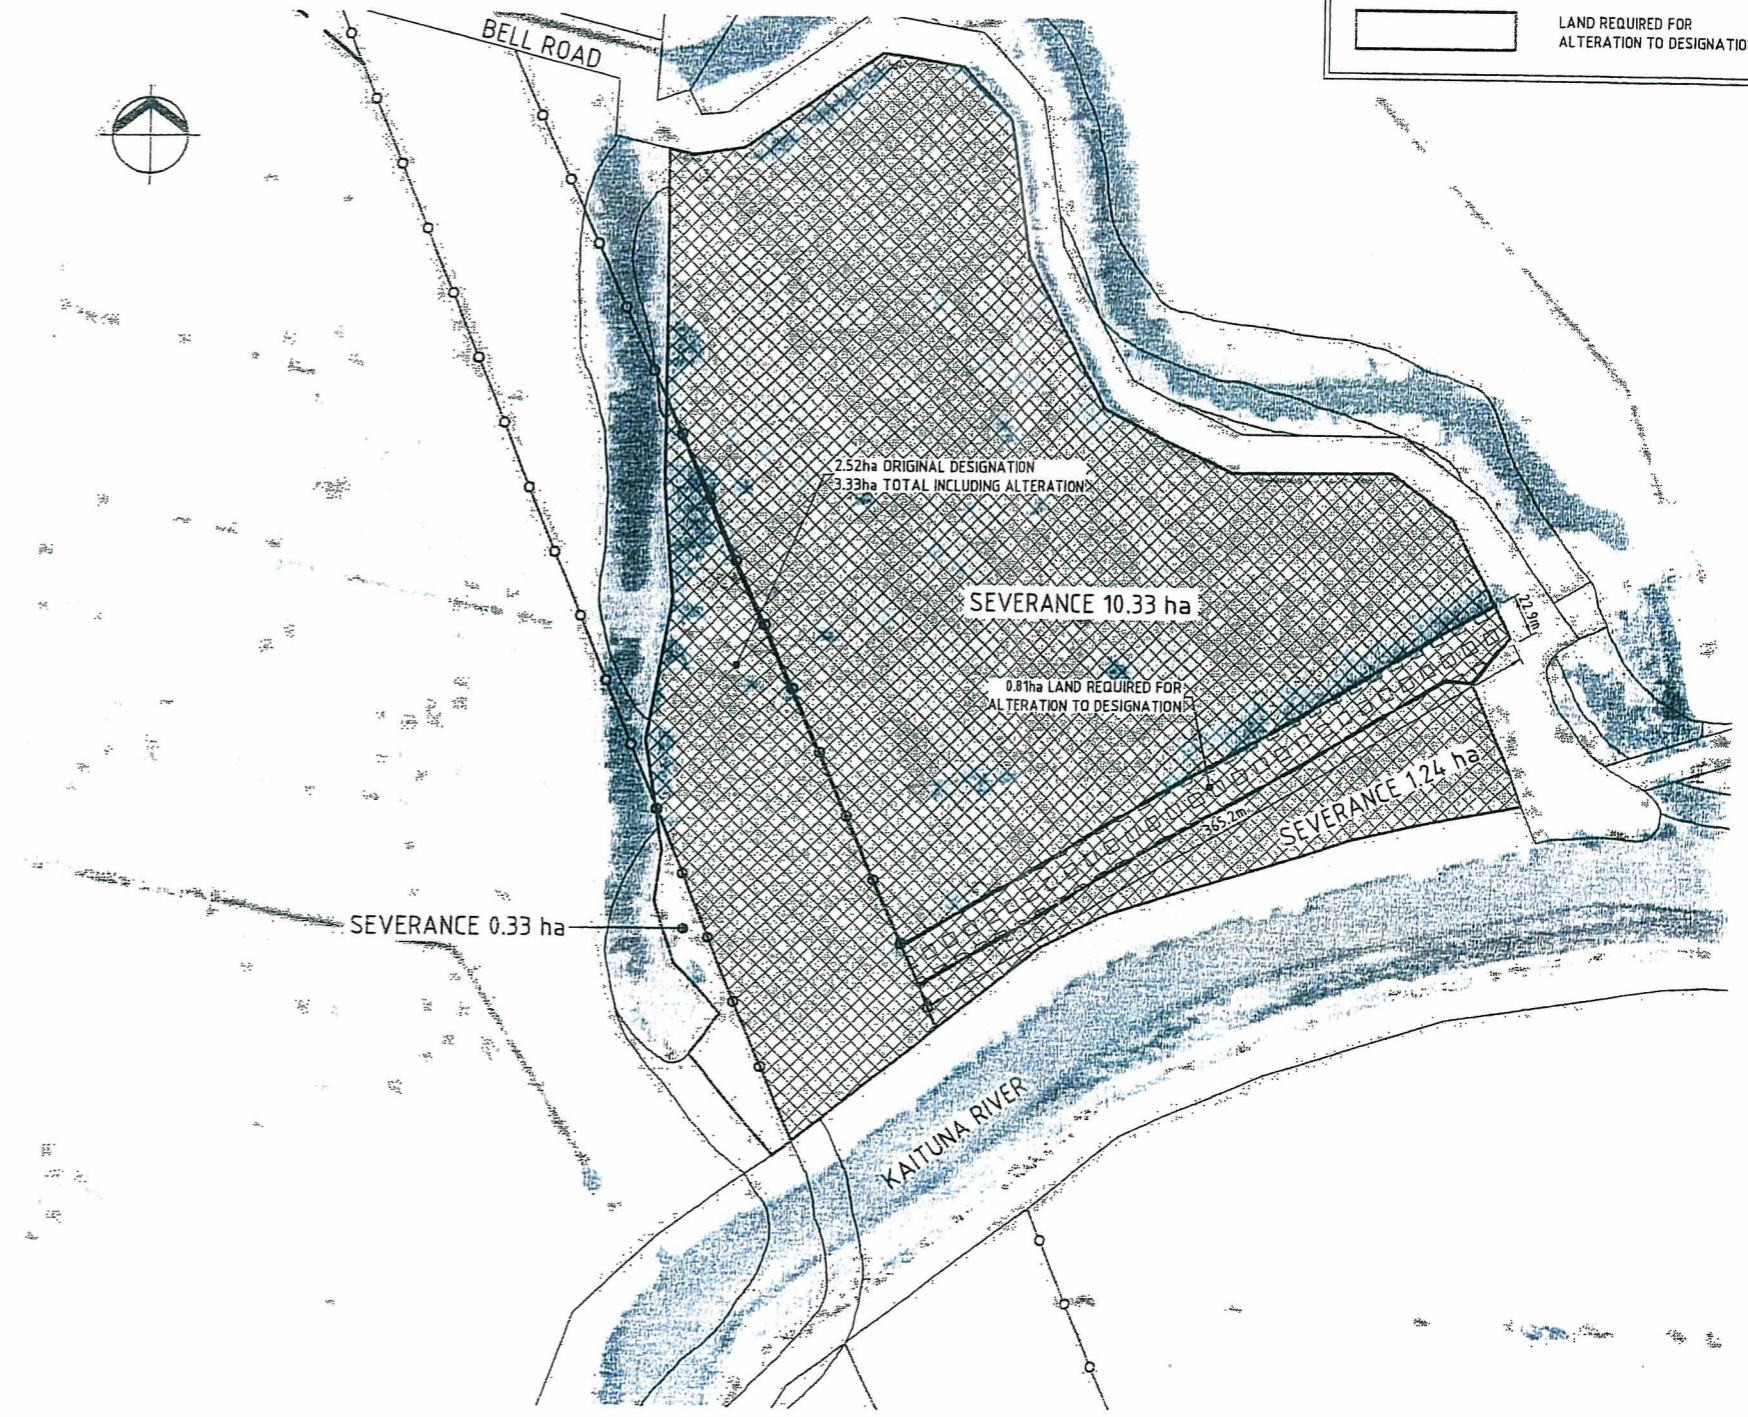 LAND REQUIRED FOR
ALTERATION TO DESIGNATION
BELL ROAD
2.52ha ORIGINAL DESIGNATION
3.33ha TOTAL INCLUDING ALTERATION
SEVERANCE 10.33 ha
22.9m
0.81ha LAND REQUIRED FOR
ALTERATION TO DESIGNATION
365.2m
SEVERANCE 1.24 ha
SEVERANCE 0.33 ha
KAITUNA RIVER